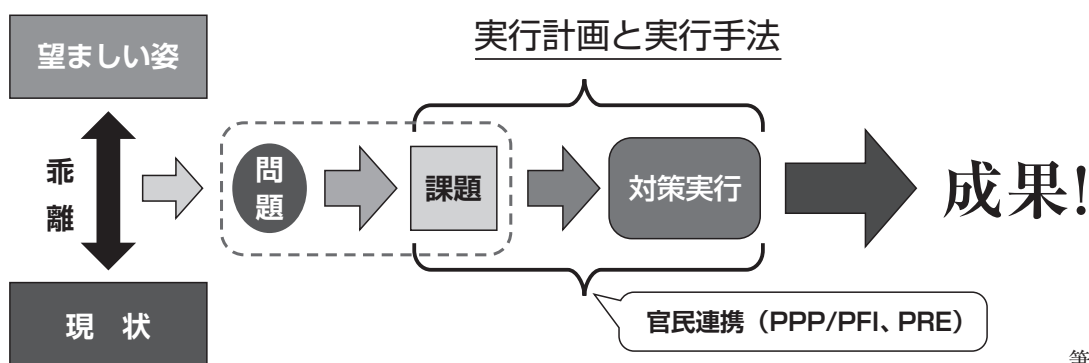 望ましい姿
実行計画と実行手法
乖離
問題
課題
対策実行
成果!
現 状
官民連携（PPP/PFI、PRE）
筆